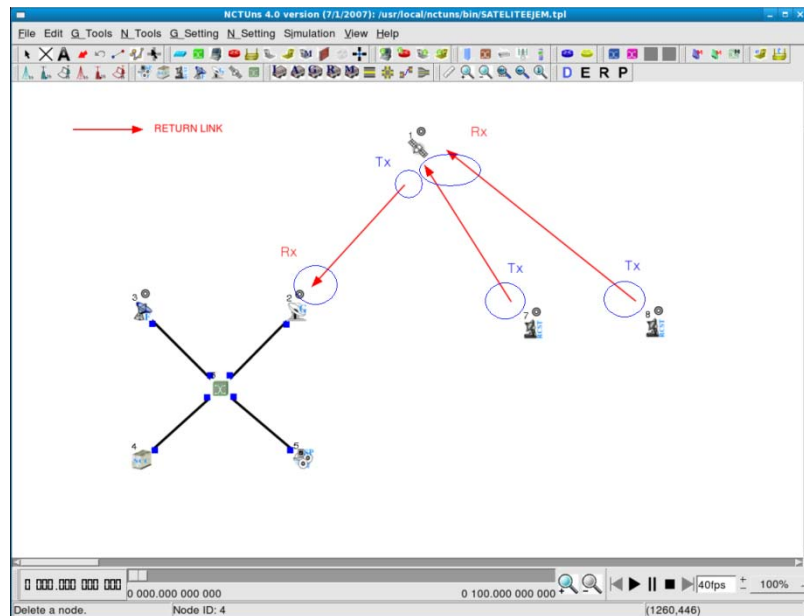 NCTUns 4.0 version (7/1/2007): /usr/local/nctuns/bin/SATELITEEJEM.tpl
File Edit G_Tools N_Tools G_Setting N_Setting Simulation View Help
D E R P
RETURN LINK
1
Rx
Tx
Rx
Tx
Tx
3
2
7
8
RCST
RCST
4
5
NCC
0 000.000 000 000
0 000.000 000 000
0 100.000 000 000
40fps
100%
Delete a node.
Node ID: 4
(1260,446)